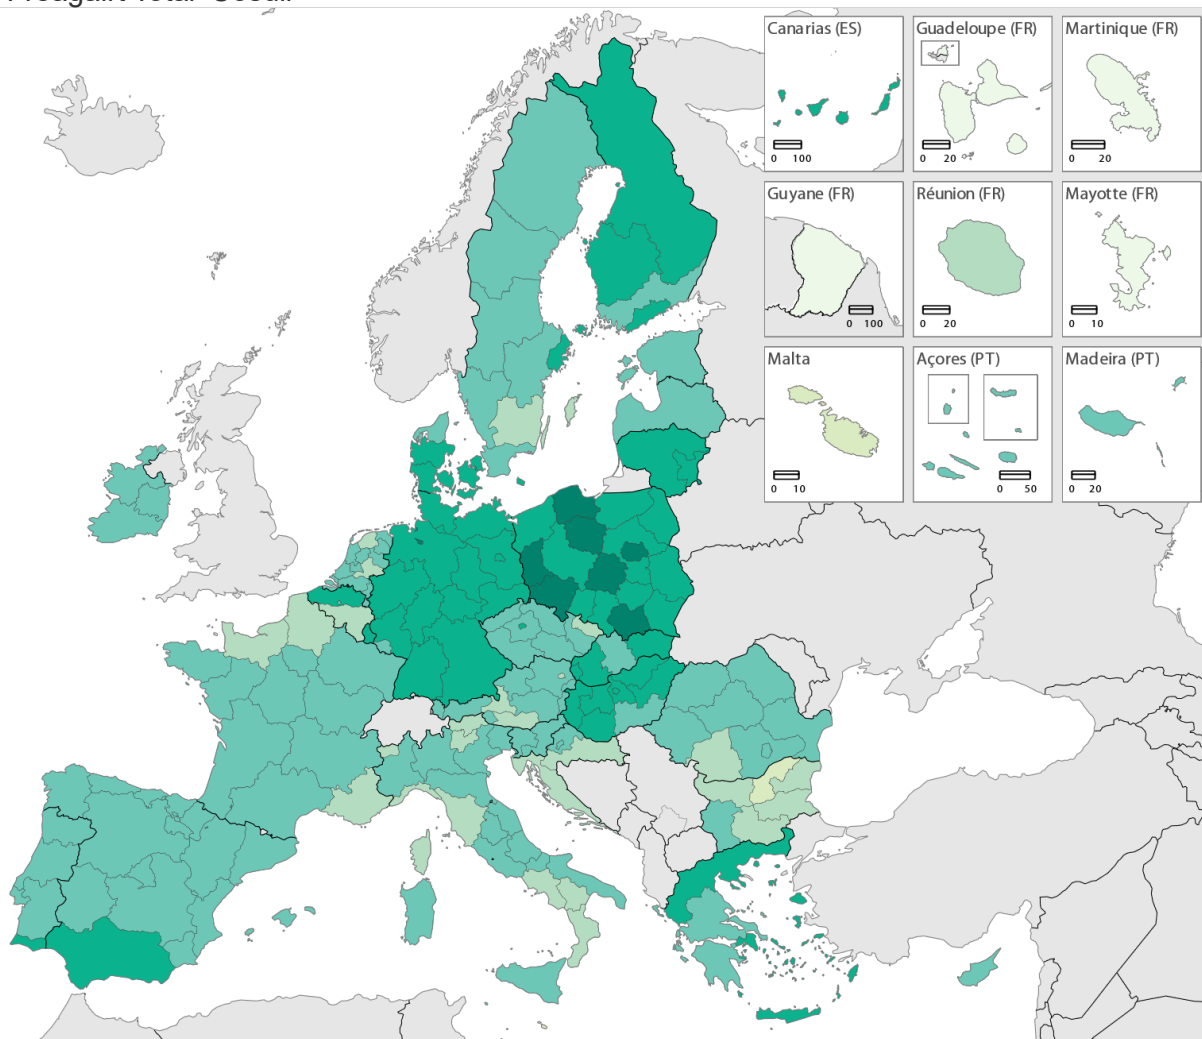 Canarias (ES)
0 100
Guadeloupe (FR)
0 20
Martinique (FR)
0 20
Guyane (FR)
0 100
Réunion (FR)
0 20
Mayotte (FR)
0 10
Malta
0 10
Açores (PT)
0 50
Madeira (PT)
0 20